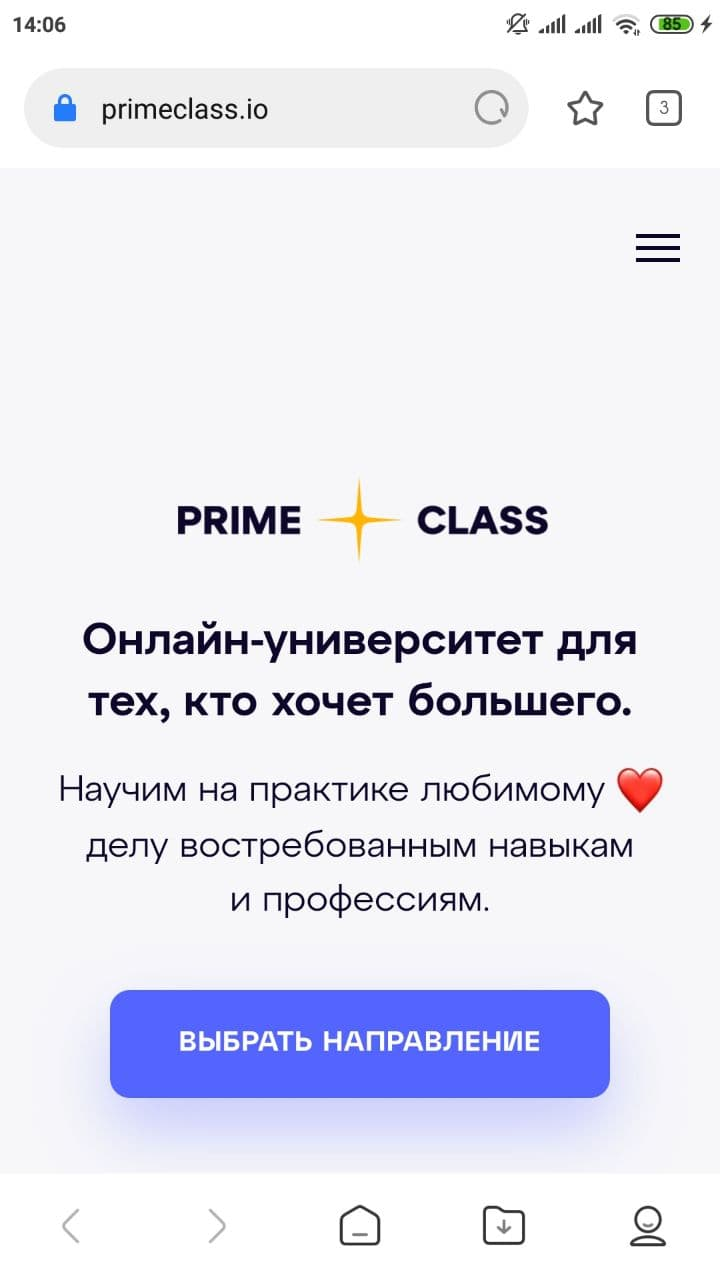 14:06
85
primeclass.io
3
PRIME CLASS
Онлайн-университет для
тех, кто хочет большего.
Научим на практике любимому ❤️
делу востребованным навыкам
и профессиям.
ВЫБРАТЬ НАПРАВЛЕНИЕ